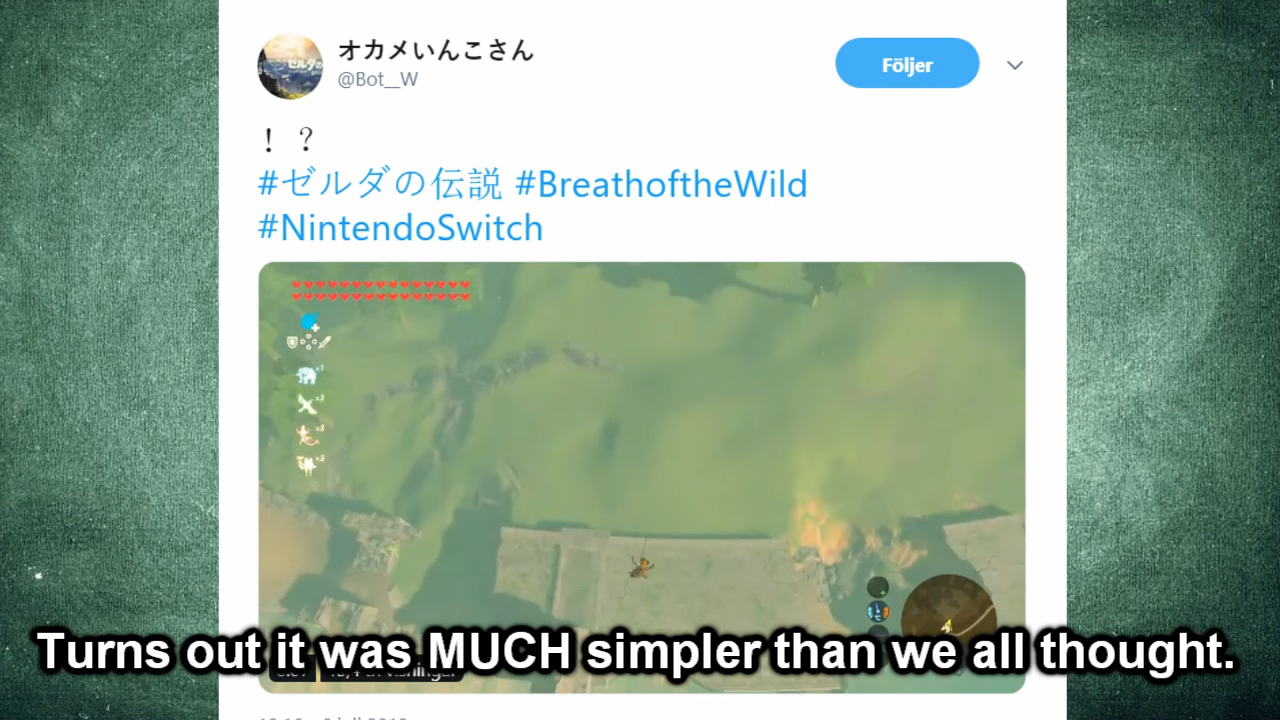 オカメいんこさん
@Bot__W
Följer
！？
#ゼルダの伝説 #BreathoftheWild
#NintendoSwitch
Turns out it was MUCH simpler than we all thought.